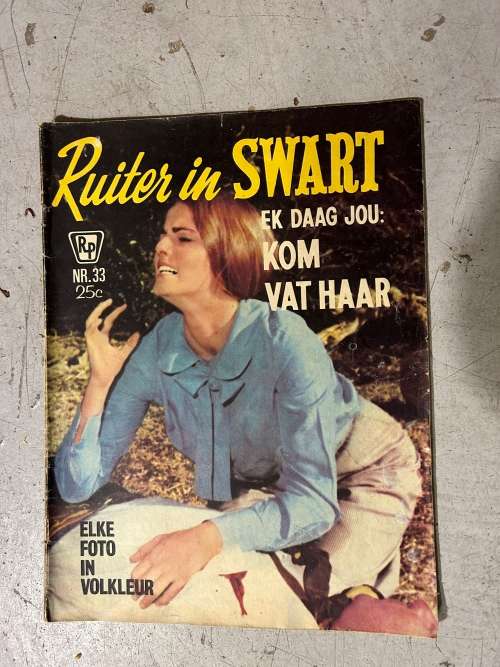 Ruiter in SWART
EK DAAG JOU:
KOM
VAT HAAR
RP
NR.33
25c
ELKE
FOTO
IN
VOLKLEUR